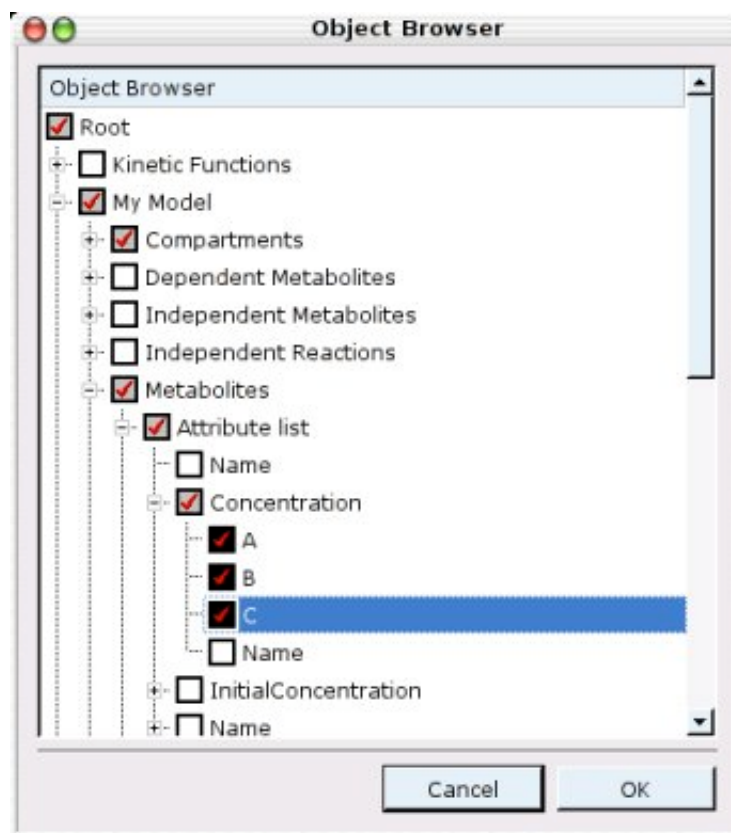 Object Browser
Object Browser
Root
Kinetic Functions
My Model
Compartments
Dependent Metabolites
Independent Metabolites
Independent Reactions
Metabolites
Attribute list
Name
Concentration
A
B
C
Name
InitialConcentration
Name
Cancel OK